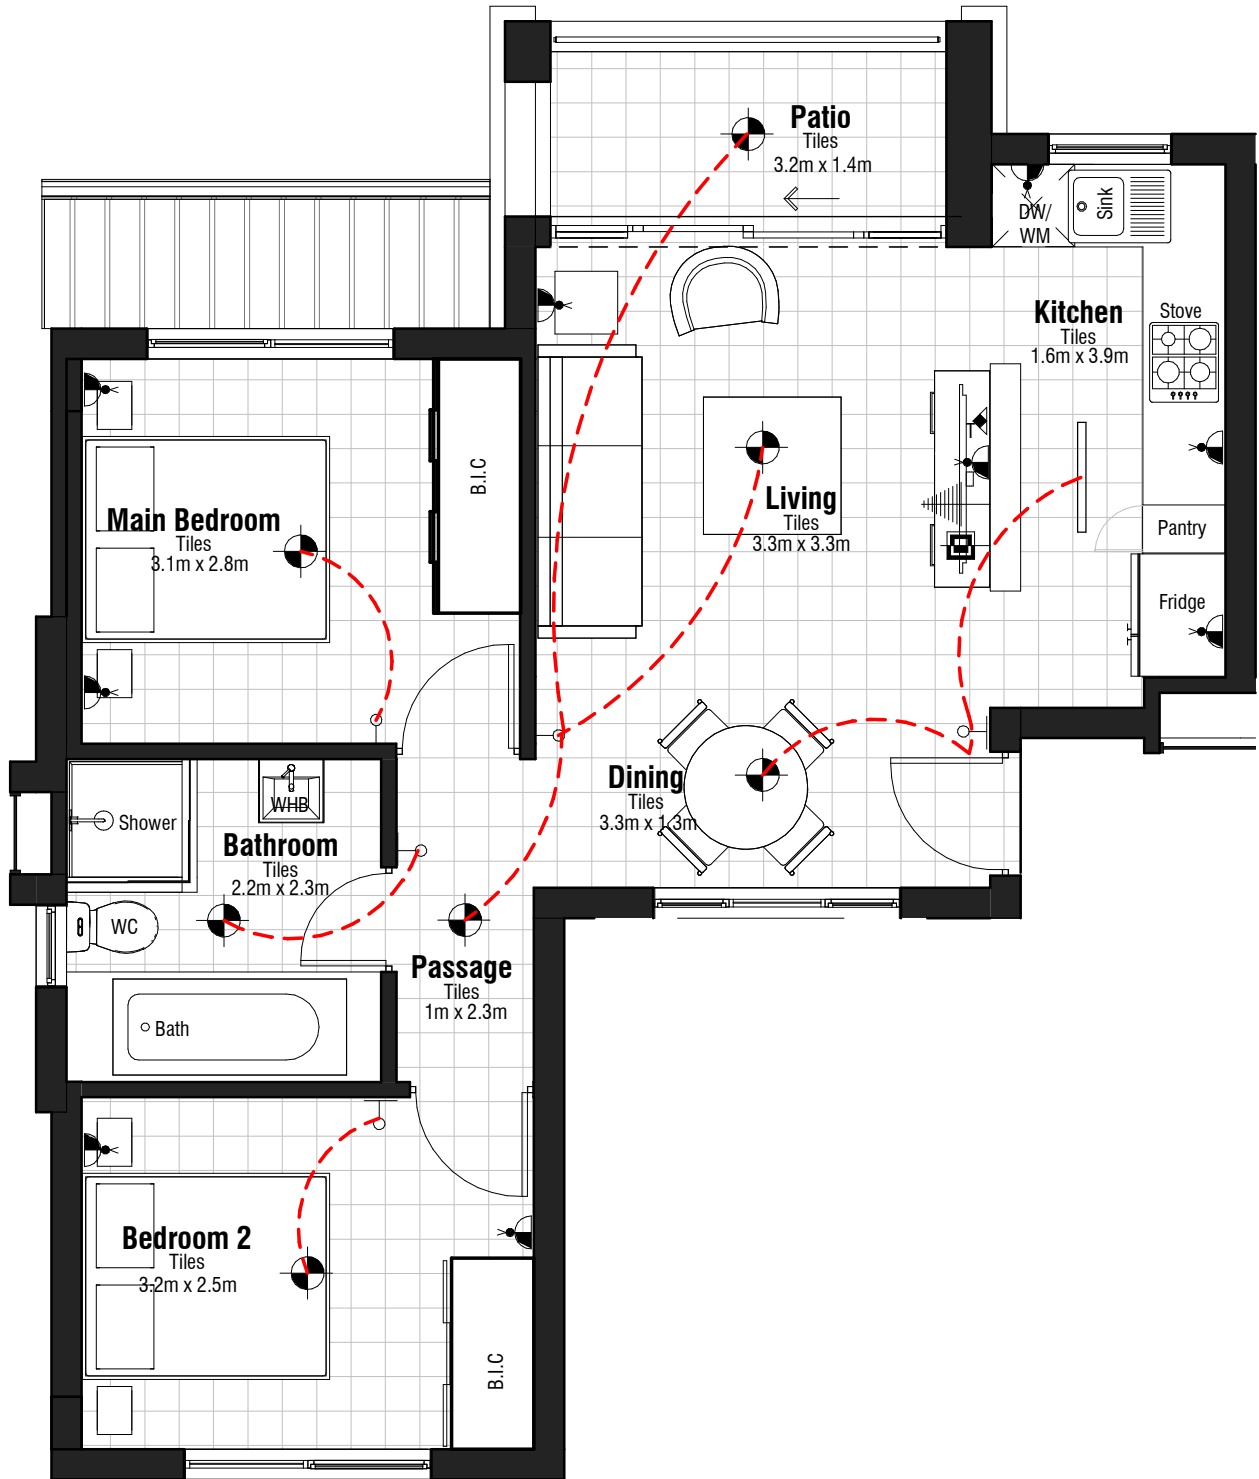 Patio
Tiles
3.2m x 1.4m
Sink
DW/
WM
Kitchen
Tiles
1.6m x 3.9m
Stove
B.I.C
Main Bedroom
Tiles
3.1m x 2.8m
Living
Tiles
3.3m x 3.3m
Pantry
Fridge
Dining
Tiles
3.3m x 1.3m
WHB
Shower
Bathroom
Tiles
2.2m x 2.3m
WC
Passage
Tiles
1m x 2.3m
Bath
Bedroom 2
Tiles
3.2m x 2.5m
B.I.C